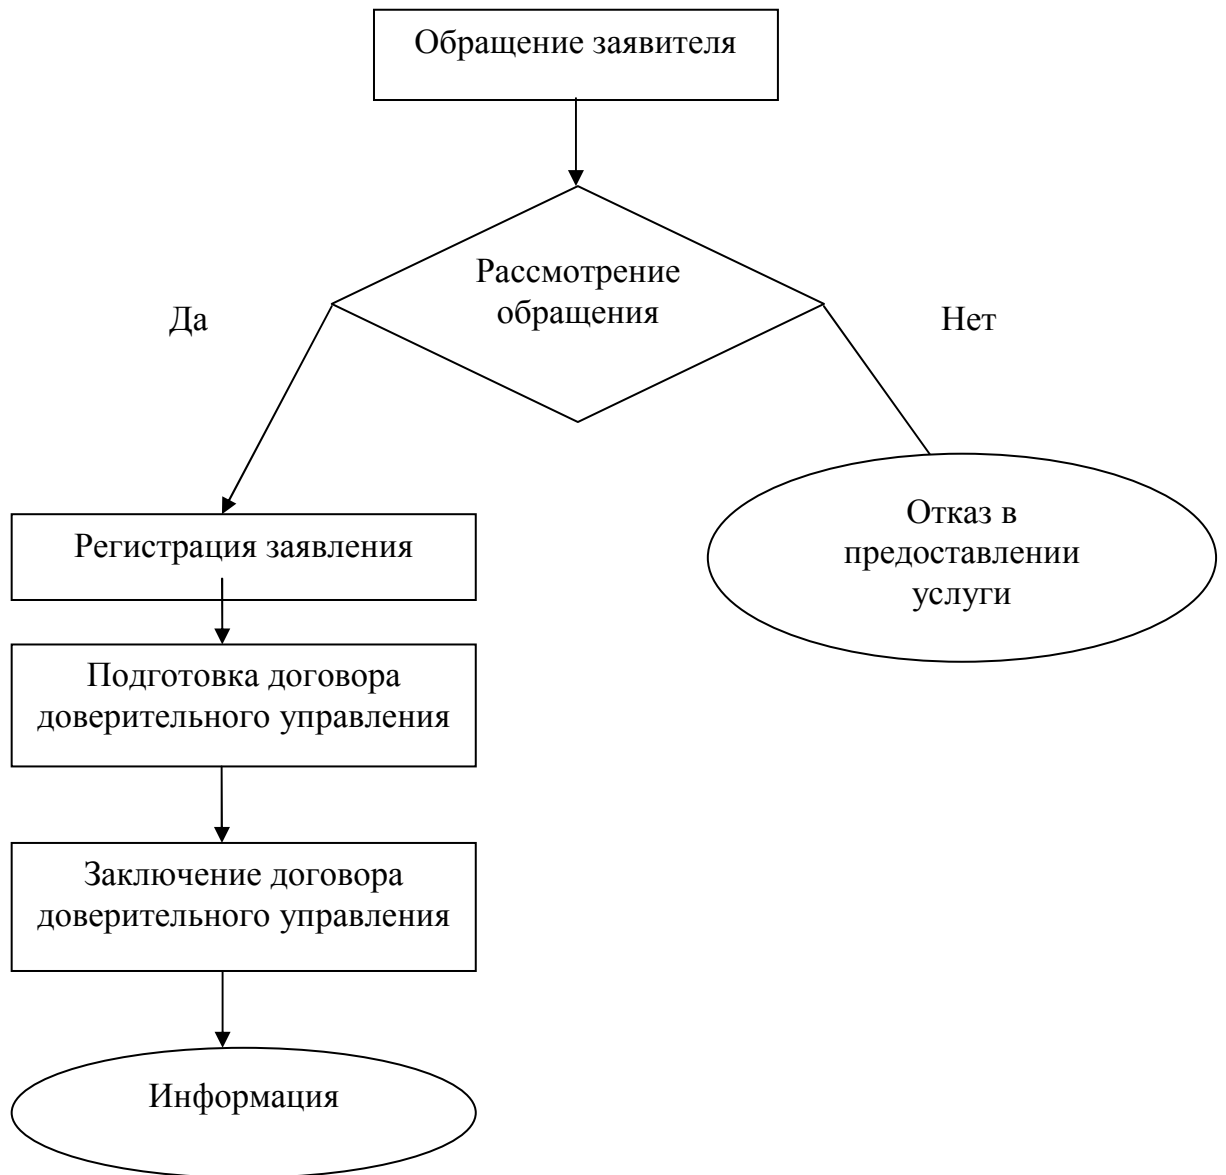 Обращение заявителя
Рассмотрение
обращения
Да
Нет
Регистрация заявления
Отказ в
предоставлении
услуги
Подготовка договора
доверительного управления
Заключение договора
доверительного управления
Информация